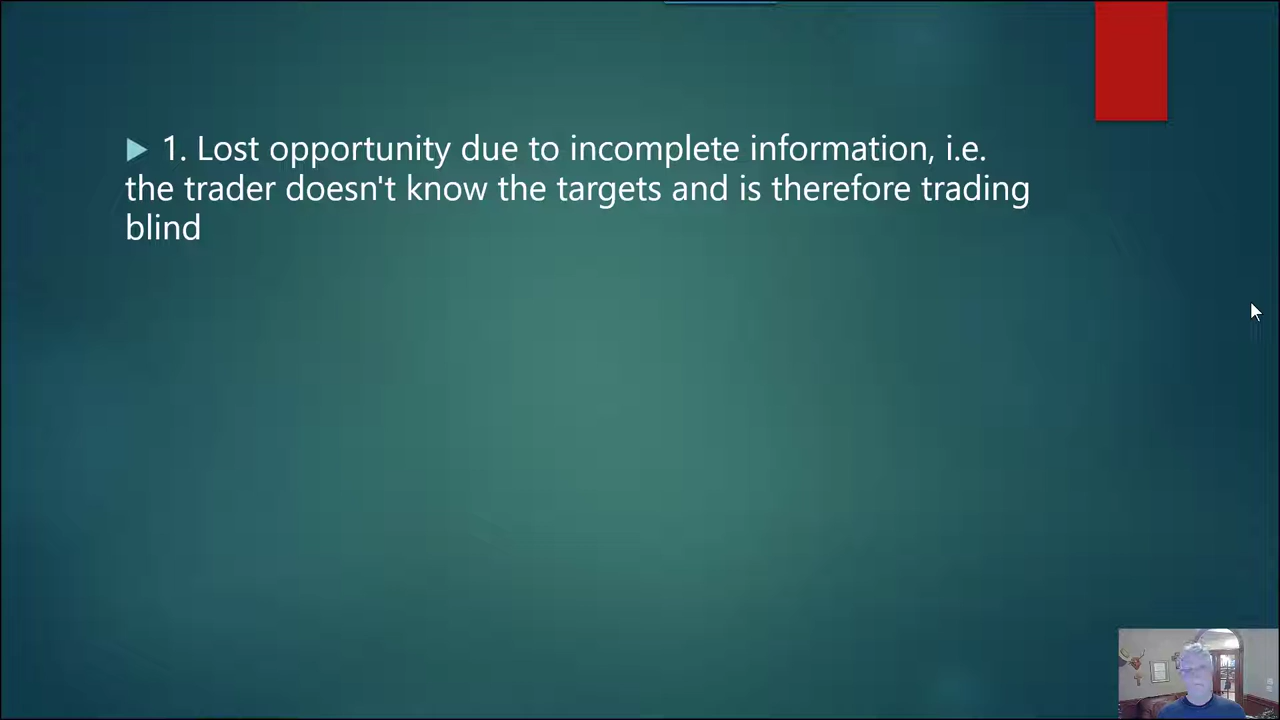 1. Lost opportunity due to incomplete information, i.e.
the trader doesn't know the targets and is therefore trading
blind